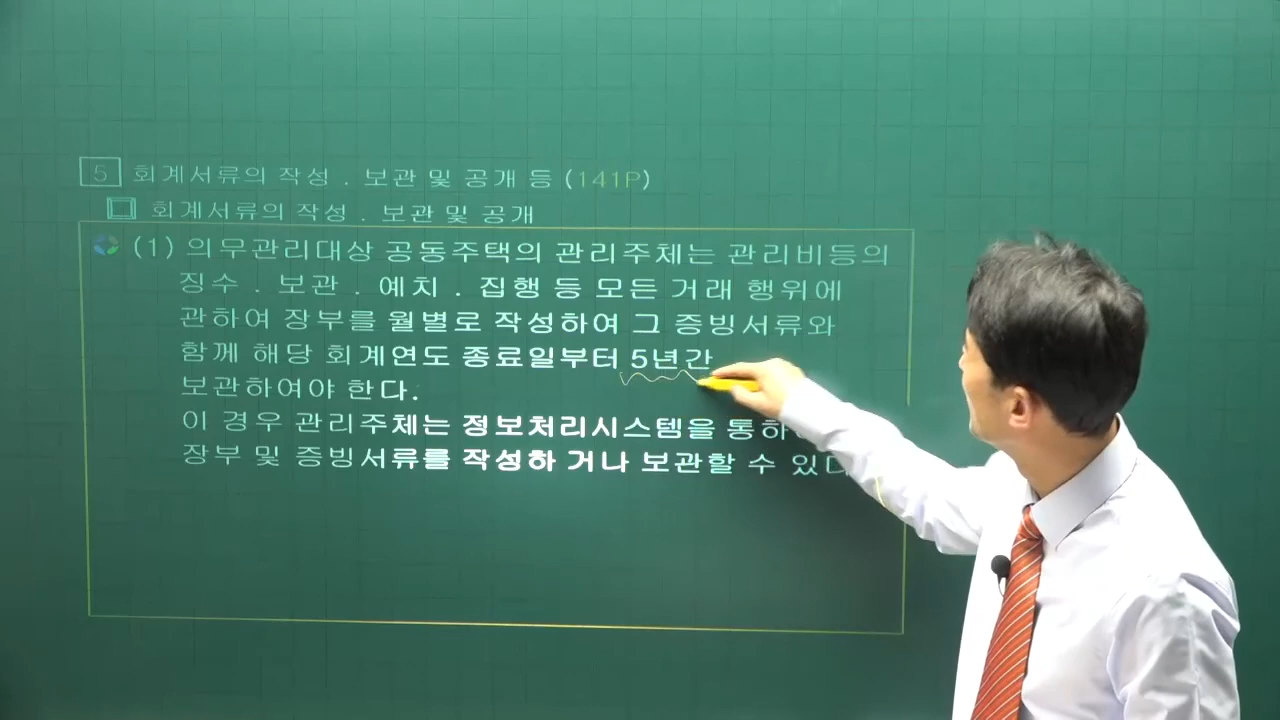 5 회계서류의 작성 . 보관 및 공개 등 (141P)
회계서류의 작성 . 보관 및 공개
(1) 의무관리대상 공동주택의 관리주체는 관리비등의
징수 . 보관 . 예치 . 집행 등 모든 거래 행위에
관하여 장부를 월별로 작성하여 그 증빙서류와
함께 해당 회계연도 종료일부터 5년간
보관하여야 한다.
이 경우 관리주체는 정보처리시스템을
장부 및 증빙서류를 작성하 거나 보관할 수